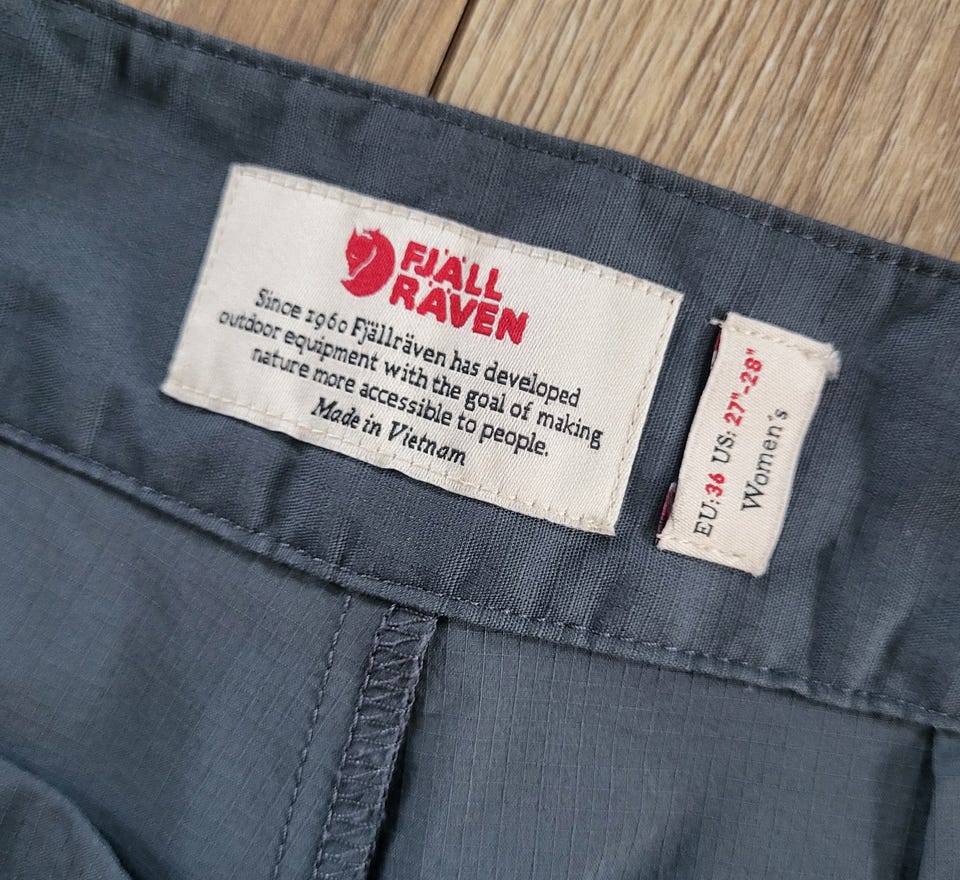 FJÄLL
RÄVEN
Since 1960 Fjällräven has developed
outdoor equipment with the goal of making
nature more accessible to people.
Made in Vietnam
EU: 36 US: 27"-28"
Women's